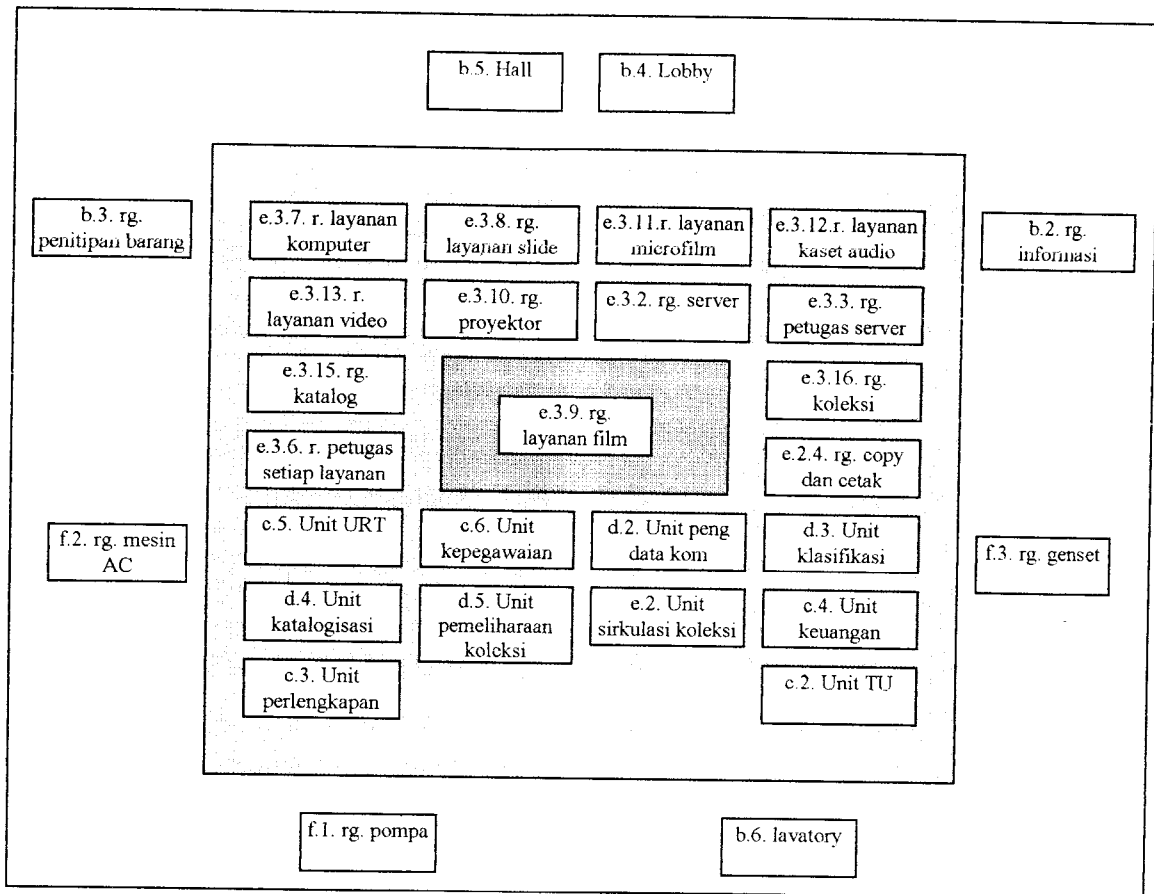 b.5. Hall
b.4. Lobby
b.3. rg.
penitipan barang
e.3.7. r. layanan
komputer
e.3.8. rg.
layanan slide
e.3.11.r. layanan
microfilm
e.3.12.r. layanan
kaset audio
b.2. rg.
informasi
e.3.13. r.
layanan video
e.3.10. rg.
proyektor
e.3.2. rg. server
e.3.3. rg.
petugas server
e.3.15. rg.
katalog
e.3.9. rg.
layanan film
e.3.16. rg.
koleksi
e.3.6. r. petugas
setiap layanan
e.2.4. rg. copy
dan cetak
f.2. rg. mesin
AC
c.5. Unit URT
c.6. Unit
kepegawaian
d.2. Unit peng
data kom
d.3. Unit
klasifikasi
f.3. rg. genset
d.4. Unit
katalogisasi
d.5. Unit
pemeliharaan
koleksi
e.2. Unit
sirkulasi koleksi
c.4. Unit
keuangan
c.3. Unit
perlengkapan
c.2. Unit TU
f.1. rg. pompa
b.6. lavatory